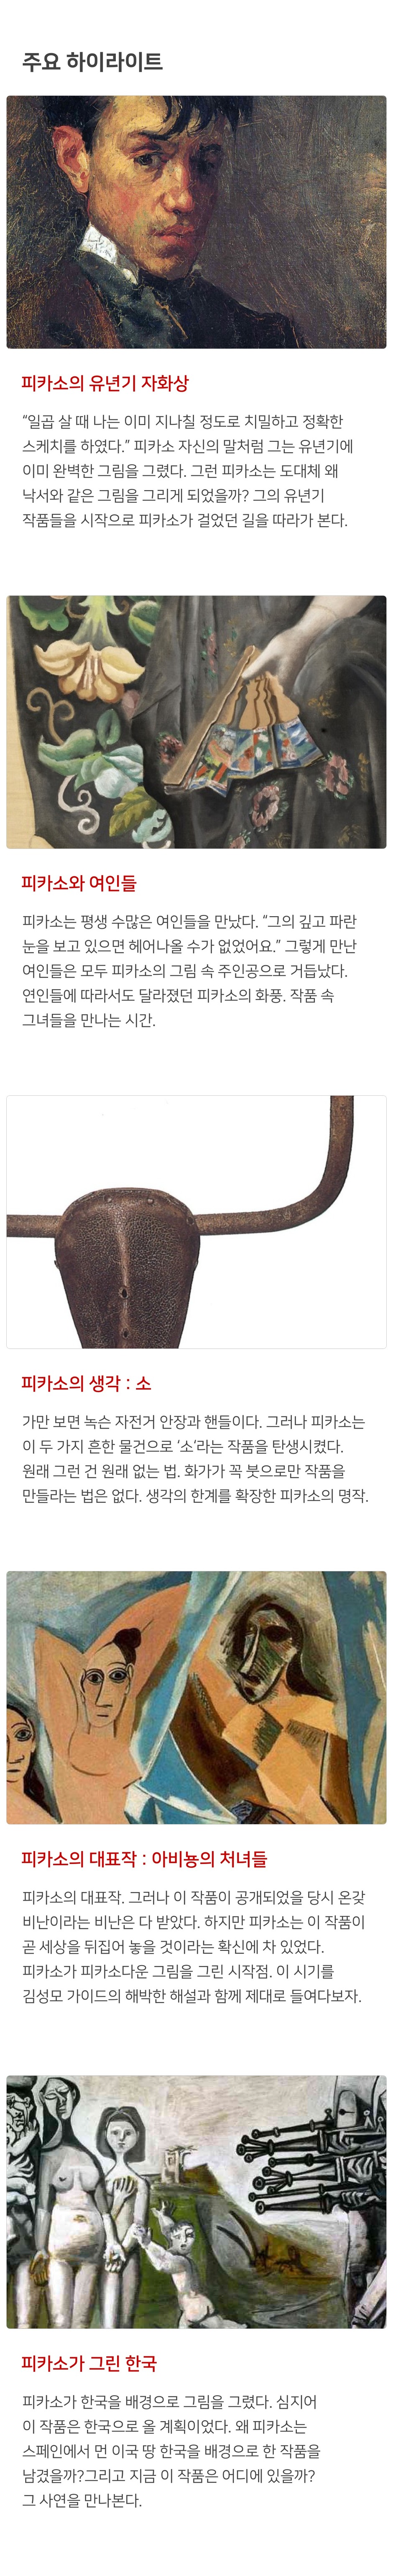 주요 하이라이트
피카소의 유년기 자화상
“일곱 살 때 나는 이미 지나칠 정도로 치밀하고 정확한
스케치를 하였다.” 피카소 자신의 말처럼 그는 유년기에
이미 완벽한 그림을 그렸다. 그런 피카소는 도대체 왜
낙서와 같은 그림을 그리게 되었을까? 그의 유년기
작품들을 시작으로 피카소가 걸었던 길을 따라가 본다.
피카소와 여인들
피카소는 평생 수많은 여인들을 만났다. “그의 깊고 파란
눈을 보고 있으면 헤어나올 수가 없었어요.” 그렇게 만난
여인들은 모두 피카소의 그림 속 주인공으로 거듭났다.
연인들에 따라서도 달라졌던 피카소의 화풍. 작품 속
그녀들을 만나는 시간.
피카소의 생각 : 소
가만 보면 녹슨 자전거 안장과 핸들이다. 그러나 피카소는
이 두 가지 흔한 물건으로 ‘소’라는 작품을 탄생시켰다.
원래 그런 건 원래 없는 법. 화가가 꼭 붓으로만 작품을
만들라는 법은 없다. 생각의 한계를 확장한 피카소의 명작.
피카소의 대표작 : 아비뇽의 처녀들
피카소의 대표작. 그러나 이 작품이 공개되었을 당시 온갖
비난이라는 비난은 다 받았다. 하지만 피카소는 이 작품이
곧 세상을 뒤집어 놓을 것이라는 확신에 차 있었다.
피카소가 피카소다운 그림을 그린 시작점. 이 시기를
김성모 가이드의 해박한 해설과 함께 제대로 들여다보자.
피카소가 그린 한국
피카소가 한국을 배경으로 그림을 그렸다. 심지어
이 작품은 한국으로 올 계획이었다. 왜 피카소는
스페인에서 먼 이국 땅 한국을 배경으로 한 작품을
남겼을까?그리고 지금 이 작품은 어디에 있을까?
그 사연을 만나본다.